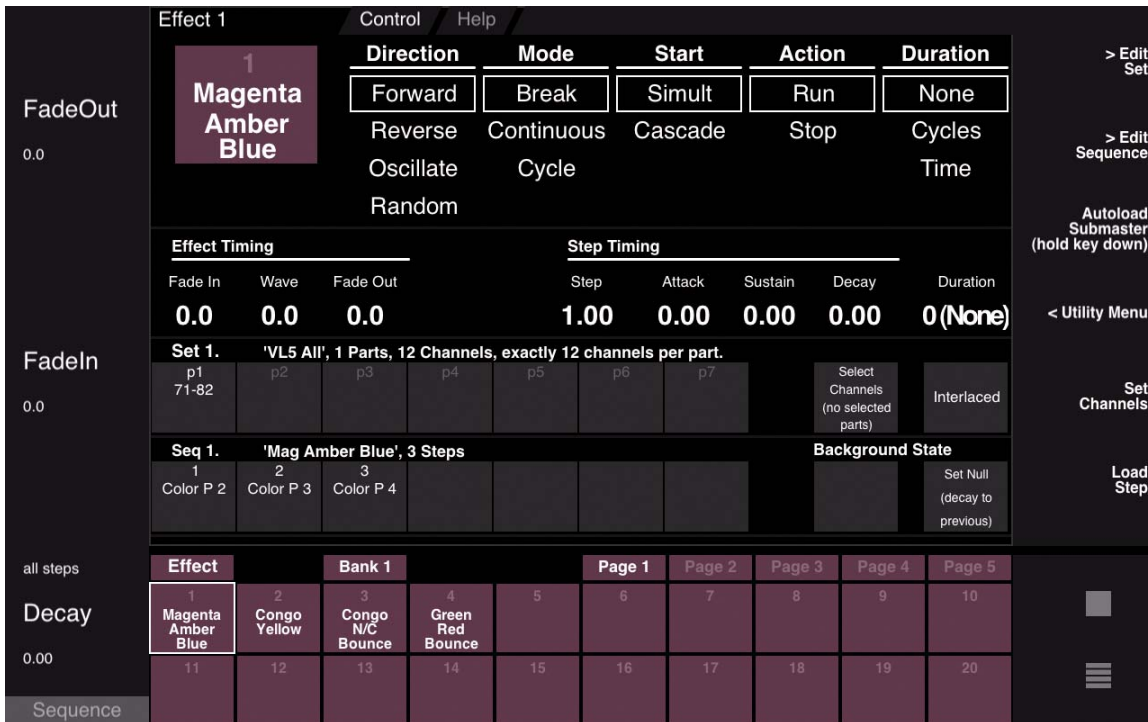 Effect 1
Control
Help
FadeOut
0.0
FadeIn
0.0
all steps
Decay
0.00
Sequence
1
Magenta
Amber
Blue
Direction Mode Start Action Duration
Forward Break Simult Run None
Reverse Continuous Cascade Stop Cycles
Oscillate Cycle Time
Random
Effect Timing Step Timing
Fade In Wave Fade Out Step Attack Sustain Decay Duration
0.0 0.0 0.0 1.00 0.00 0.00 0.00 0 (None)
Set 1. 'VL5 All', 1 Parts, 12 Channels, exactly 12 channels per part.
p1 p2 p3 p4 p5 p6 p7
71-82
Select
Channels
(no selected
parts)
Interlaced
Seq 1. 'Mag Amber Blue', 3 Steps Background State
1 2 3
Color P 2 Color P 3 Color P 4
Set Null
(decay to
previous)
Effect Bank 1 Page 1 Page 2 Page 3 Page 4 Page 5
1
Magenta
Amber
Blue
2
Congo
Yellow
3
Congo
N/C
Bounce
4
Green
Red
Bounce
5 6 7 8 9 10
11 12 13 14 15 16 17 18 19 20
> Edit
Set
> Edit
Sequence
Autoload
Submaster
(hold key down)
< Utility Menu
Set
Channels
Load
Step